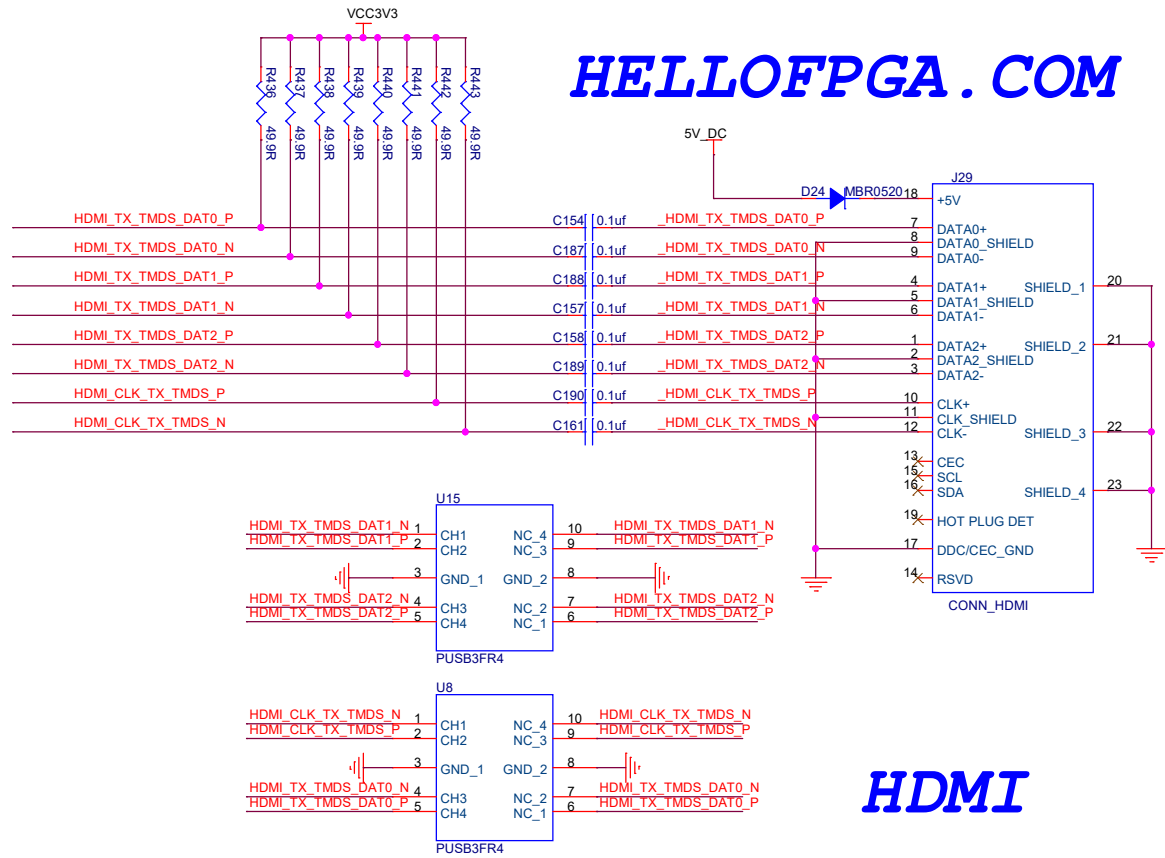 VCC3V3
HELLOFPGA.COM
R436
R437
R438
R439
R440
R441
R442
R443
49.9R
49.9R
49.9R
49.9R
49.9R
49.9R
49.9R
49.9R
5V_DC
D24 MBR0520 18
J29
+5V
HDMI_TX_TMDS_DAT0_P C154 0.1uf _HDMI_TX_TMDS_DAT0_P 7 DATA0+
8 DATA0_SHIELD
HDMI_TX_TMDS_DAT0_N C187 0.1uf _HDMI_TX_TMDS_DAT0_N 9 DATA0-
HDMI_TX_TMDS_DAT1_P C188 0.1uf _HDMI_TX_TMDS_DAT1_P 4 DATA1+ SHIELD_1 20
5 DATA1_SHIELD
HDMI_TX_TMDS_DAT1_N C157 0.1uf _HDMI_TX_TMDS_DAT1_N 6 DATA1-
HDMI_TX_TMDS_DAT2_P C158 0.1uf _HDMI_TX_TMDS_DAT2_P 1 DATA2+ SHIELD_2 21
2 DATA2_SHIELD
HDMI_TX_TMDS_DAT2_N C189 0.1uf _HDMI_TX_TMDS_DAT2_N 3 DATA2-
HDMI_CLK_TX_TMDS_P C190 0.1uf _HDMI_CLK_TX_TMDS_P 10 CLK+
11 CLK_SHIELD
HDMI_CLK_TX_TMDS_N C161 0.1uf _HDMI_CLK_TX_TMDS_N 12 CLK- SHIELD_3 22
13 CEC
15 SCL
16 SDA SHIELD_4 23
19 HOT PLUG DET
17 DDC/CEC_GND
14 RSVD
CONN_HDMI
U15
HDMI_TX_TMDS_DAT1_N 1 CH1 NC_4 10 HDMI_TX_TMDS_DAT1_N
HDMI_TX_TMDS_DAT1_P 2 CH2 NC_3 9 HDMI_TX_TMDS_DAT1_P
3 GND_1 GND_2 8
HDMI_TX_TMDS_DAT2_N 4 CH3 NC_2 7 HDMI_TX_TMDS_DAT2_N
HDMI_TX_TMDS_DAT2_P 5 CH4 NC_1 6 HDMI_TX_TMDS_DAT2_P
PUSB3FR4
U8
HDMI_CLK_TX_TMDS_N 1 CH1 NC_4 10 HDMI_CLK_TX_TMDS_N
HDMI_CLK_TX_TMDS_P 2 CH2 NC_3 9 HDMI_CLK_TX_TMDS_P
3 GND_1 GND_2 8
HDMI_TX_TMDS_DAT0_N 4 CH3 NC_2 7 HDMI_TX_TMDS_DAT0_N
HDMI_TX_TMDS_DAT0_P 5 CH4 NC_1 6 HDMI_TX_TMDS_DAT0_P
PUSB3FR4
HDMI